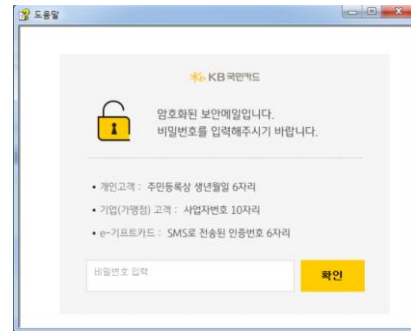 도움말
KB국민카드
암호화된 보안메일입니다.
비밀번호를 입력해주시기 바랍니다.
• 개인고객 : 주민등록상 생년월일 6자리
• 기업(가맹점) 고객 : 사업자번호 10자리
• e-기프트카드 : SMS로 전송된 인증번호 6자리
비밀번호 입력
확인